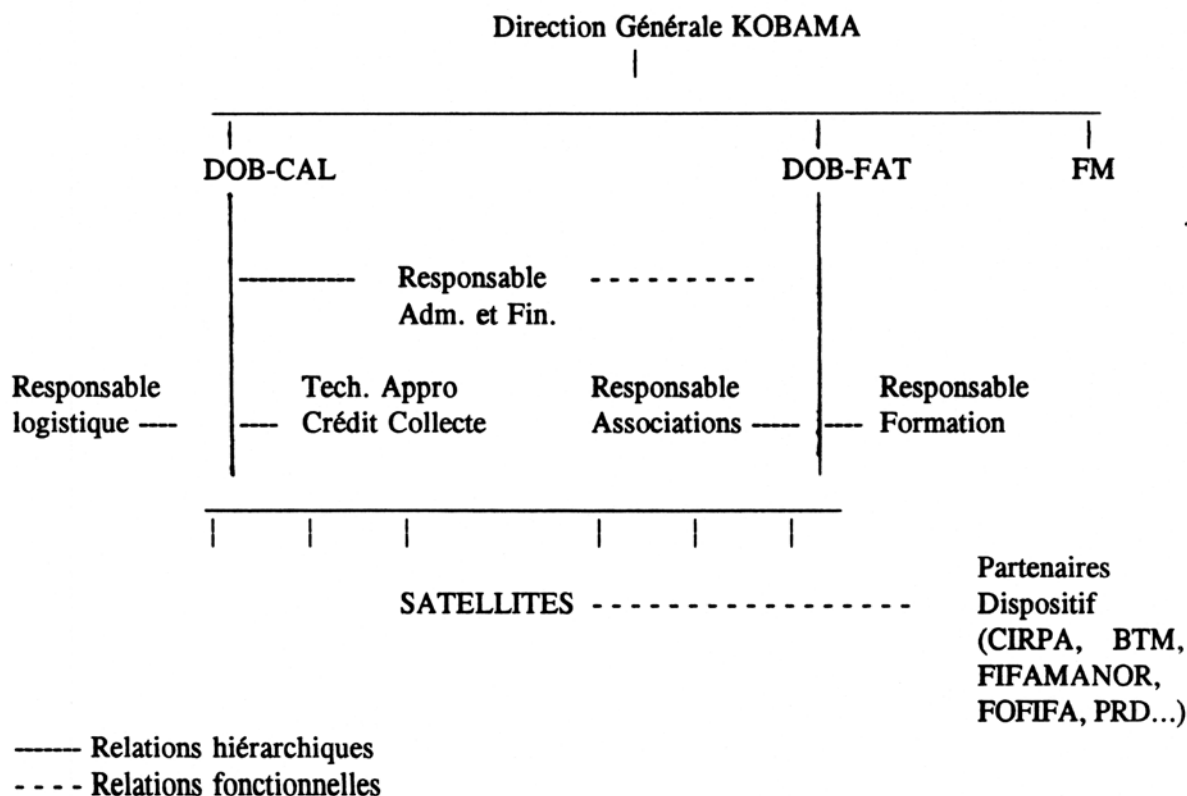 Direction Générale KOBAMA
DOB-CAL DOB-FAT FM
Responsable
Adm. et Fin.
Responsable
logistique
Tech. Appro
Crédit Collecte
Responsable
Associations
Responsable
Formation
SATELLITES
Partenaires
Dispositif
(CIRPA, BTM,
FIFAMANOR,
FOFIFA, PRD...)
Relations hiérarchiques
Relations fonctionnelles